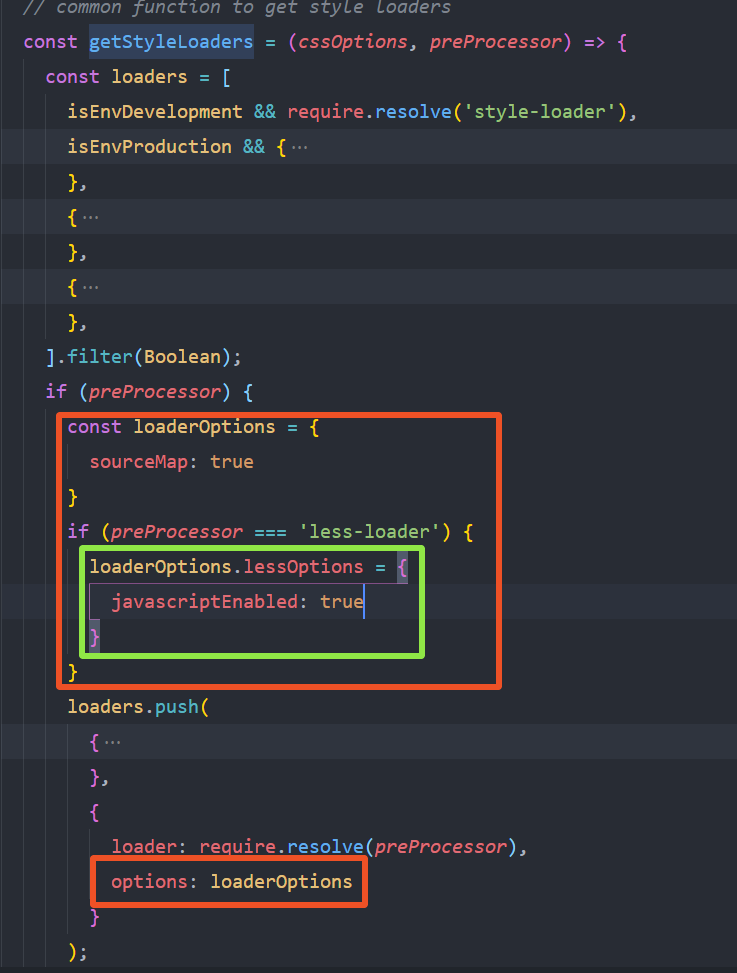 // common function to get style loaders
const getStyleLoaders = (cssOptions, preProcessor) => {
const loaders = [
isEnvDevelopment && require.resolve('style-loader'),
isEnvProduction && {···
},
{···
},
{···
},
].filter(Boolean);
if (preProcessor) {
const loaderOptions = {
sourceMap: true
}
if (preProcessor === 'less-loader') {
loaderOptions.lessOptions = {
javascriptEnabled: true
}
}
loaders.push(
{···
},
{
loader: require.resolve(preProcessor),
options: loaderOptions
}
);